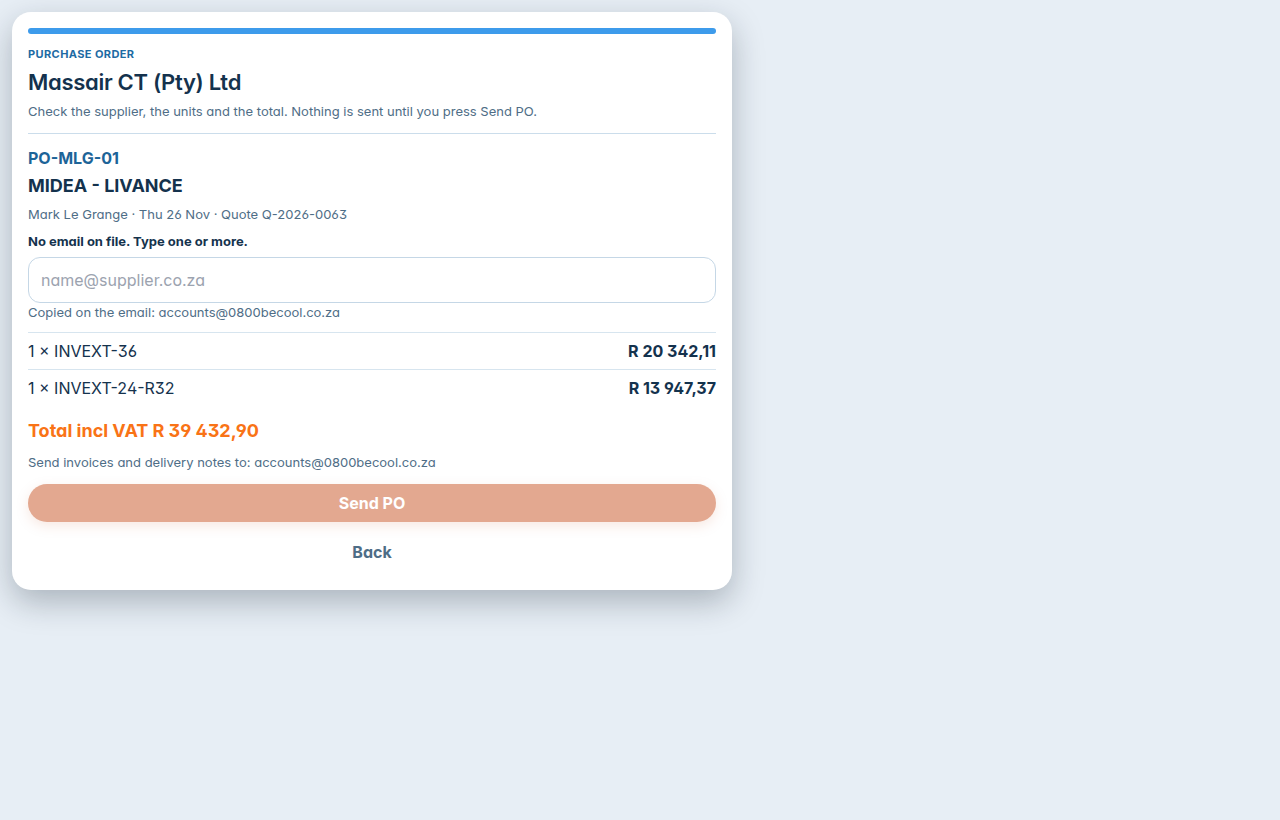 PURCHASE ORDER
Massair CT (Pty) Ltd
Check the supplier, the units and the total. Nothing is sent until you press Send PO.
PO-MLG-01
MIDEA - LIVANCE
Mark Le Grange · Thu 26 Nov · Quote Q-2026-0063
No email on file. Type one or more.
name@supplier.co.za
Copied on the email: accounts@0800becool.co.za
1 × INVEXT-36 R 20 342,11
1 × INVEXT-24-R32 R 13 947,37
Total incl VAT R 39 432,90
Send invoices and delivery notes to: accounts@0800becool.co.za
Send PO
Back